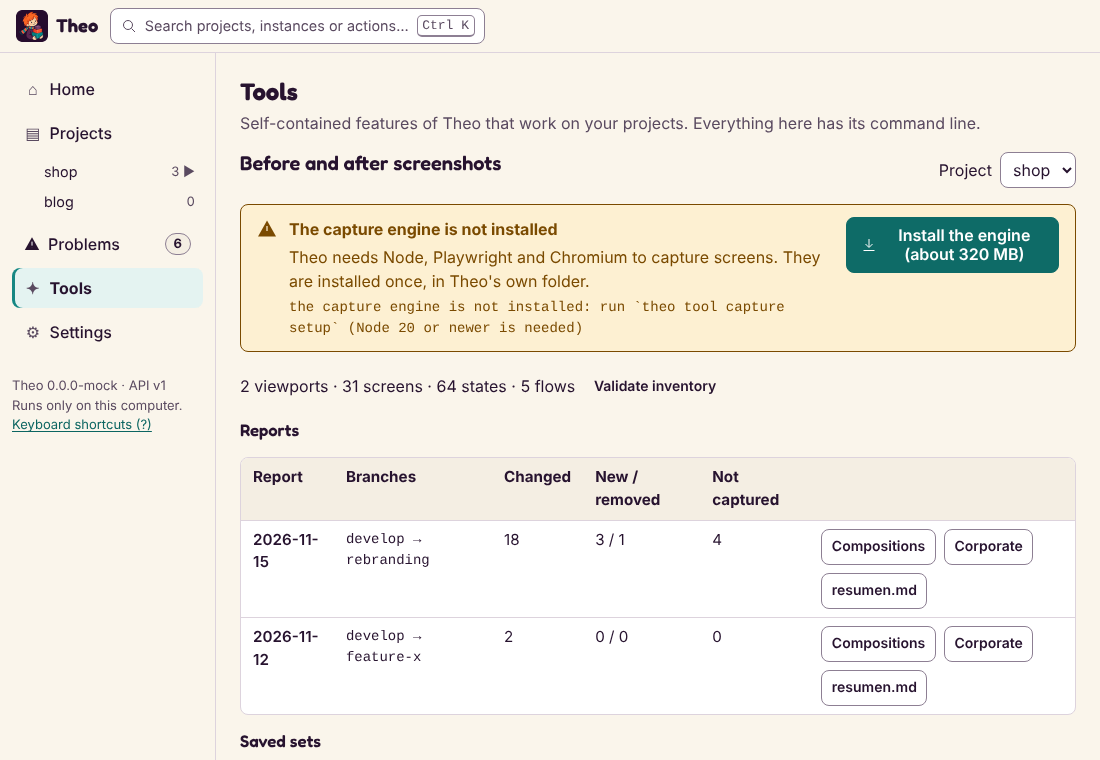 Theo
Search projects, instances or actions... Ctrl K
Home
Projects
shop 3
blog 0
Problems 6
Tools
Settings
Theo 0.0.0-mock · API v1
Runs only on this computer.
Keyboard shortcuts (?)
Tools
Self-contained features of Theo that work on your projects. Everything here has its command line.
Before and after screenshots
Project shop
The capture engine is not installed
Theo needs Node, Playwright and Chromium to capture screens. They
are installed once, in Theo's own folder.
the capture engine is not installed: run `theo tool capture
setup` (Node 20 or newer is needed)
Install the engine
(about 320 MB)
2 viewports · 31 screens · 64 states · 5 flows Validate inventory
Reports
Report Branches Changed New / Not
removed captured
2026-11- develop → 18 3 / 1 4 Compositions Corporate
15 rebranding
resumen.md
2026-11- develop → 2 0 / 0 0 Compositions Corporate
12 feature-x
resumen.md
Saved sets